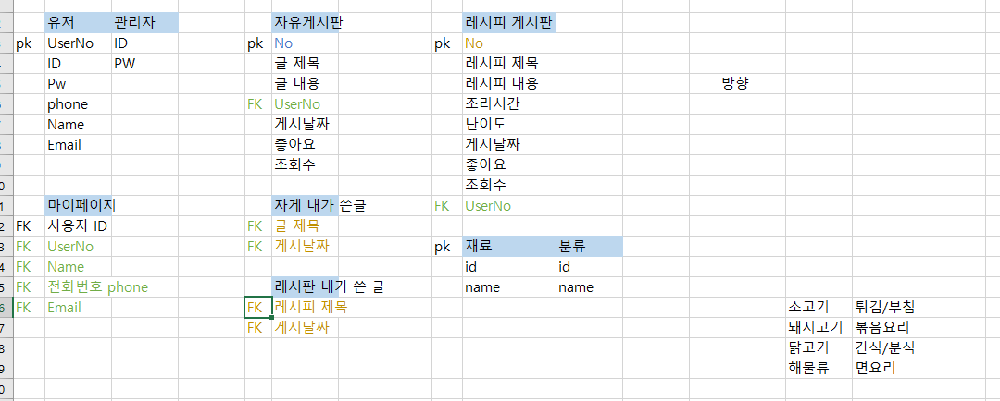 유저 관리자 자유게시판 레시피 게시판
pk UserNo ID pk No pk No
ID PW 글 제목 레시피 제목
Pw 글 내용 레시피 내용 방향
phone FK UserNo 조리시간
Name 게시날짜 난이도
Email 좋아요 게시날짜
조회수 좋아요
조회수
마이페이지 자게 내가 쓴글 FK UserNo
FK 사용자 ID FK 글 제목
FK UserNo FK 게시날짜 pk 재료 분류
FK Name id id
FK 전화번호 phone 레시판 내가 쓴 글 name name
FK Email FK 레시피 제목 소고기 튀김/부침
FK 게시날짜 돼지고기 볶음요리
닭고기 간식/분식
해물류 면요리